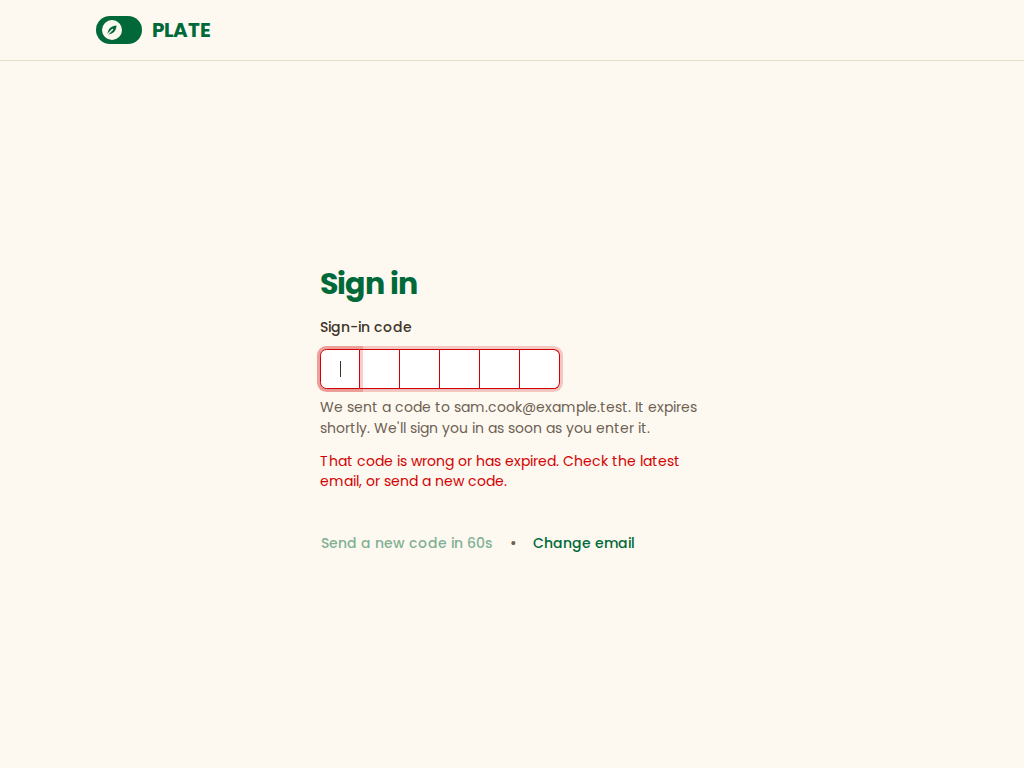 PLATE
Sign in
Sign-in code
We sent a code to sam.cook@example.test. It expires
shortly. We'll sign you in as soon as you enter it.
That code is wrong or has expired. Check the latest
email, or send a new code.
Send a new code in 60s • Change email